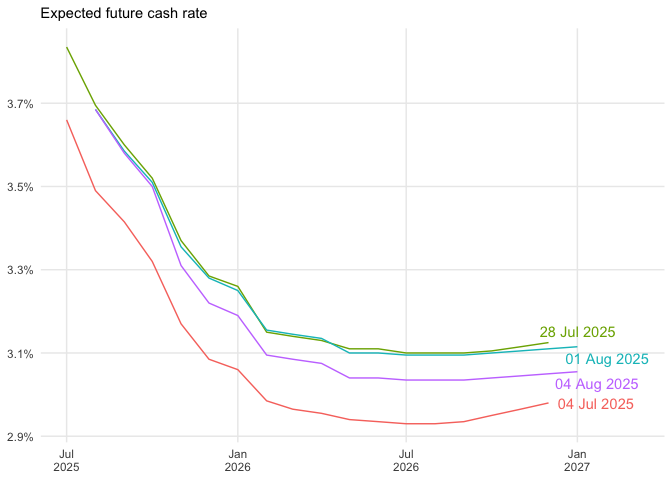 Expected future cash rate
3.7%
3.5%
3.3%
3.1%
2.9%
28 Jul 2025
01 Aug 2025
04 Aug 2025
04 Jul 2025
Jul
2025
Jan
2026
Jul
2026
Jan
2027